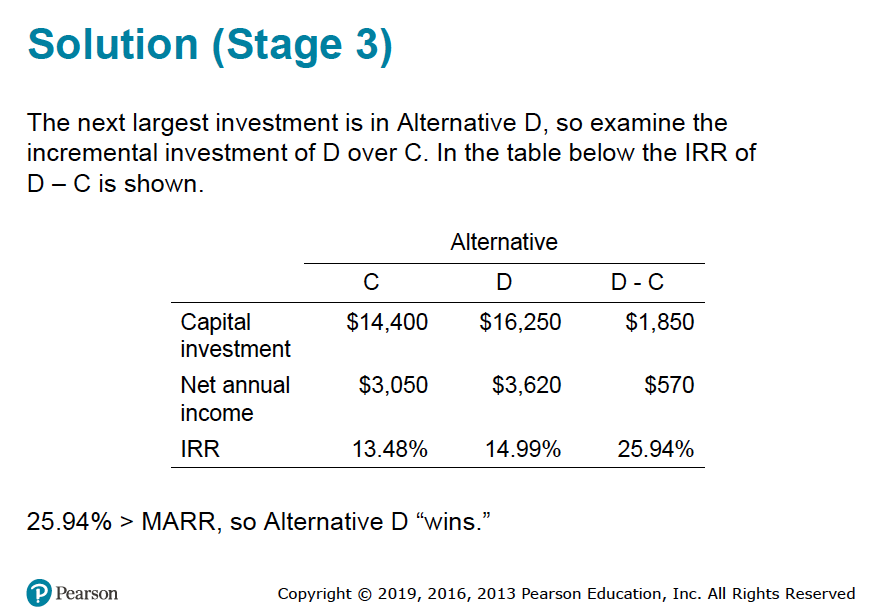 Solution (Stage 3)
The next largest investment is in Alternative D, so examine the
incremental investment of D over C. In the table below the IRR of
D – C is shown.
Alternative
C D D - C
Capital investment $14,400 $16,250 $1,850
Net annual income $3,050 $3,620 $570
IRR 13.48% 14.99% 25.94%
25.94% > MARR, so Alternative D “wins.”
P Pearson
Copyright © 2019, 2016, 2013 Pearson Education, Inc. All Rights Reserved